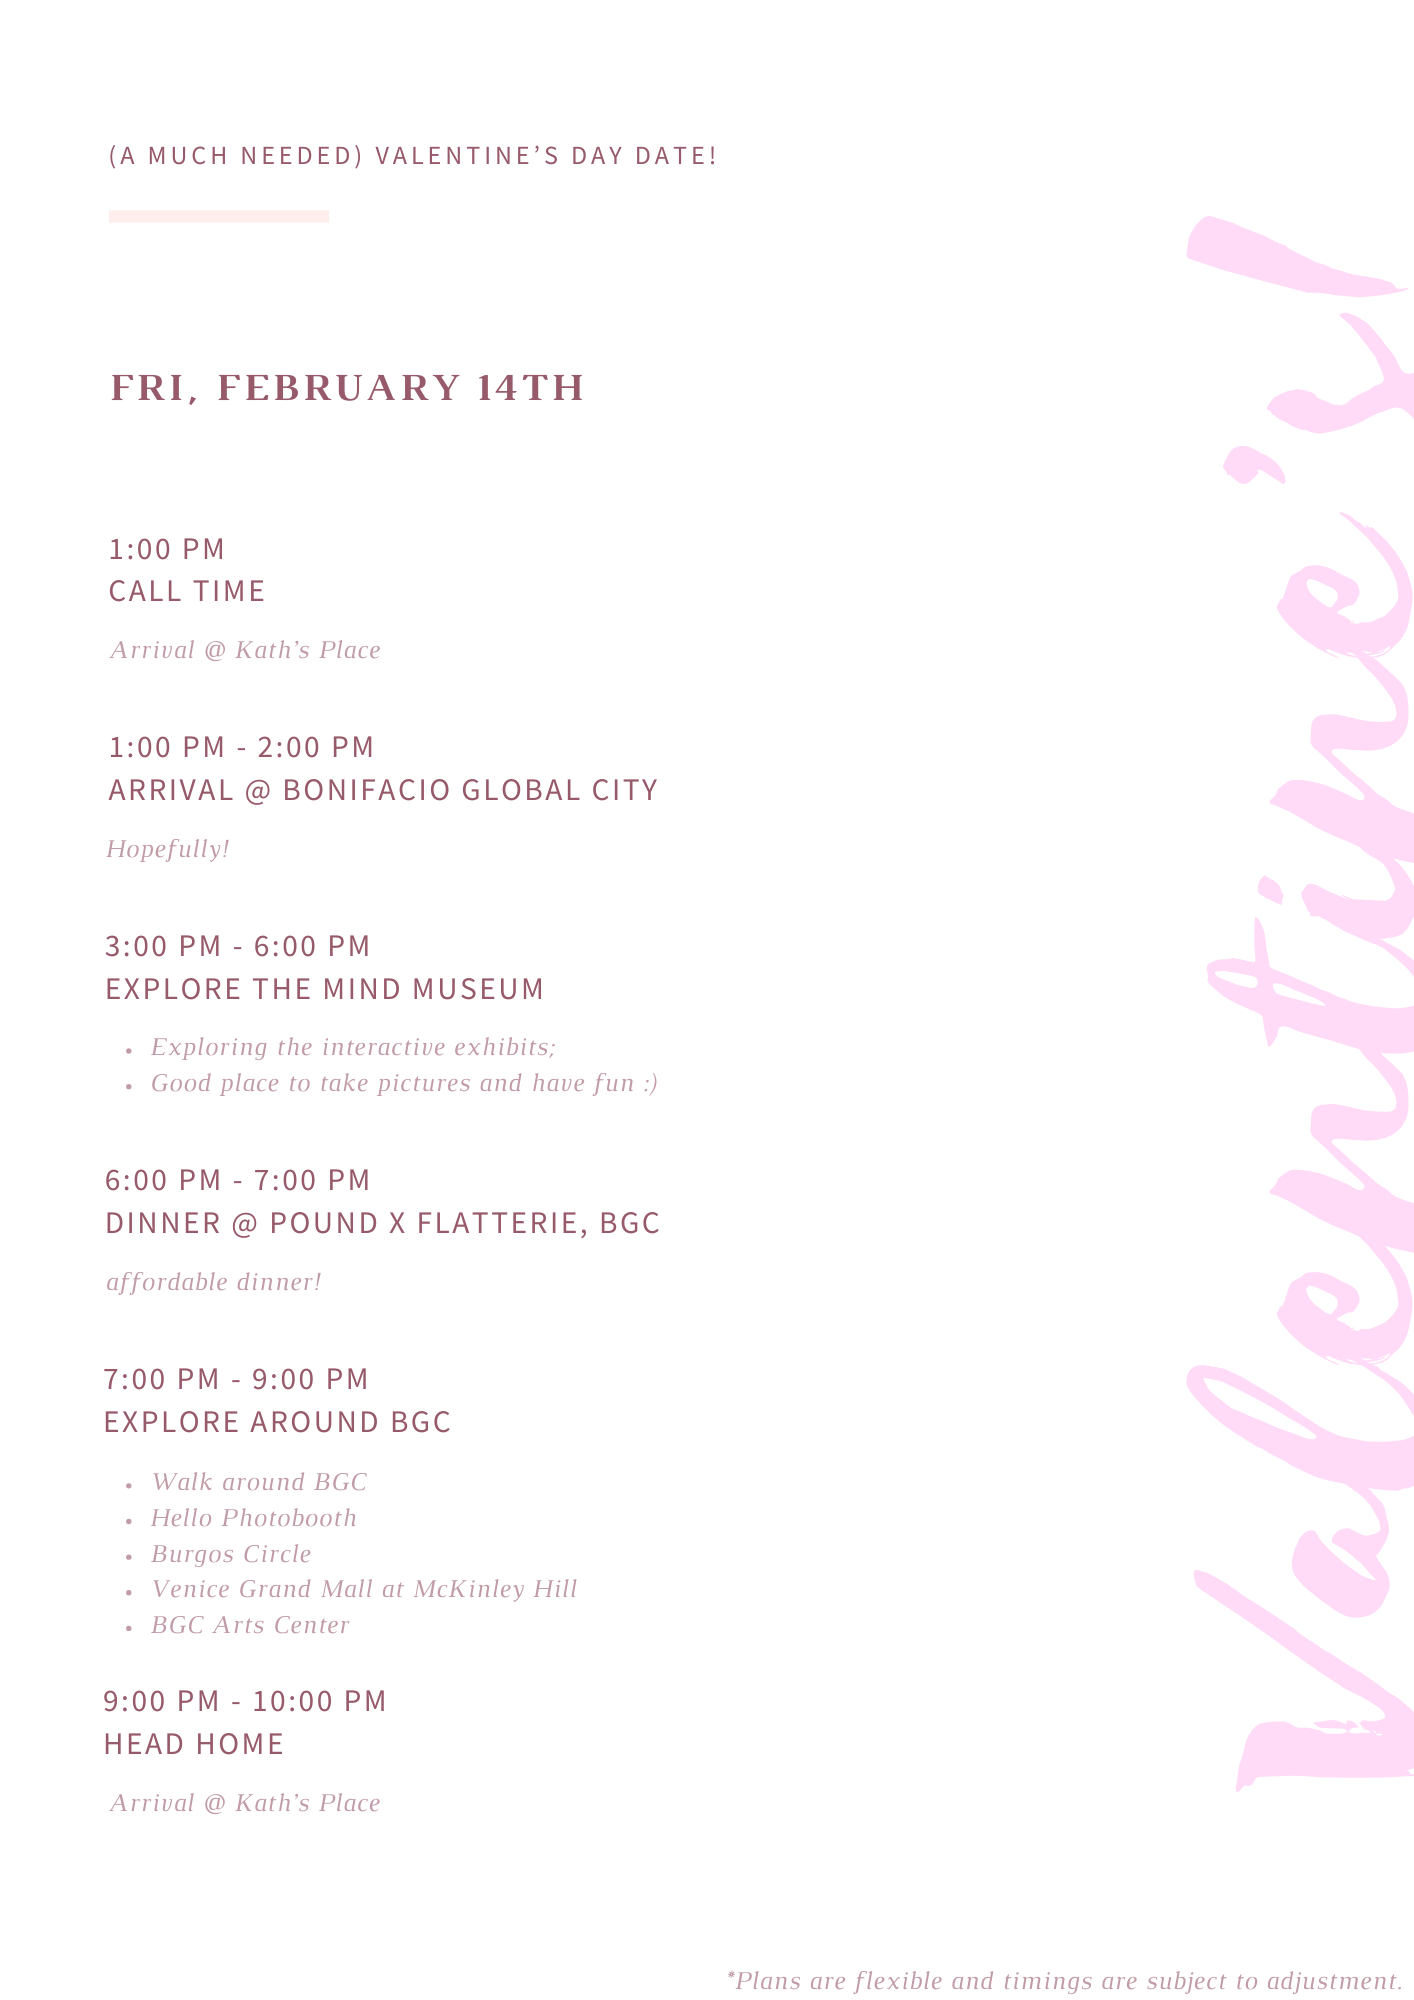 (A MUCH NEEDED) VALENTINE’S DAY DATE!
FRI, FEBRUARY 14TH
1:00 PM
CALL TIME
Arrival @ Kath’s Place
1:00 PM - 2:00 PM
ARRIVAL @ BONIFACIO GLOBAL CITY
Hopefully!
3:00 PM - 6:00 PM
EXPLORE THE MIND MUSEUM
• Exploring the interactive exhibits;
• Good place to take pictures and have fun :)
6:00 PM - 7:00 PM
DINNER @ POUND X FLATTERIE, BGC
affordable dinner!
7:00 PM - 9:00 PM
EXPLORE AROUND BGC
• Walk around BGC
• Hello Photobooth
• Burgos Circle
• Venice Grand Mall at McKinley Hill
• BGC Arts Center
9:00 PM - 10:00 PM
HEAD HOME
Arrival @ Kath’s Place
*Plans are flexible and timings are subject to adjustment.
Valentine’s!